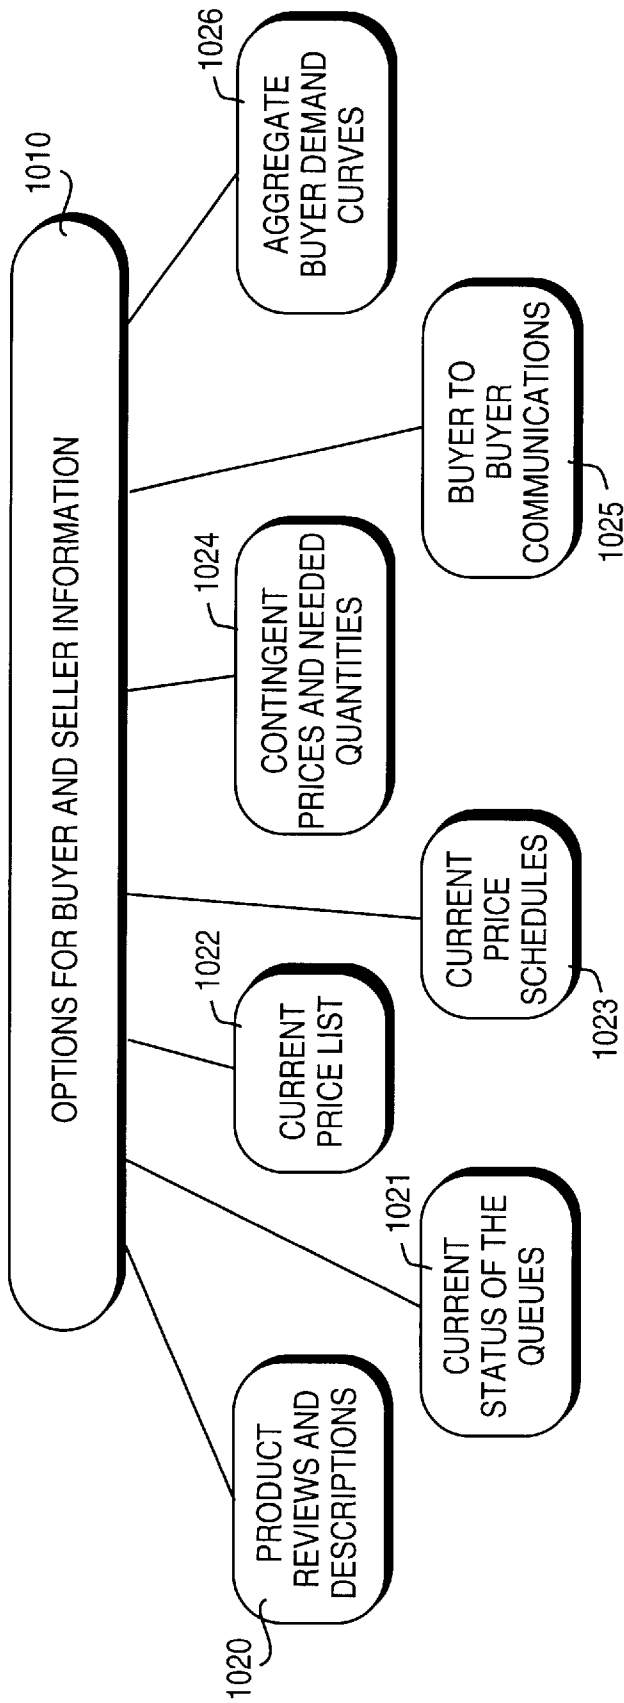 OPTIONS FOR BUYER AND SELLER INFORMATION
1010
PRODUCT
REVIEWS AND
DESCRIPTIONS
1020
CURRENT
STATUS OF THE
QUEUES
1021
CURRENT
PRICE LIST
1022
CURRENT
PRICE
SCHEDULES
1023
CONTINGENT
PRICES AND NEEDED
QUANTITIES
1024
BUYER TO
BUYER
COMMUNICATIONS
1025
AGGREGATE
BUYER DEMAND
CURVES
1026